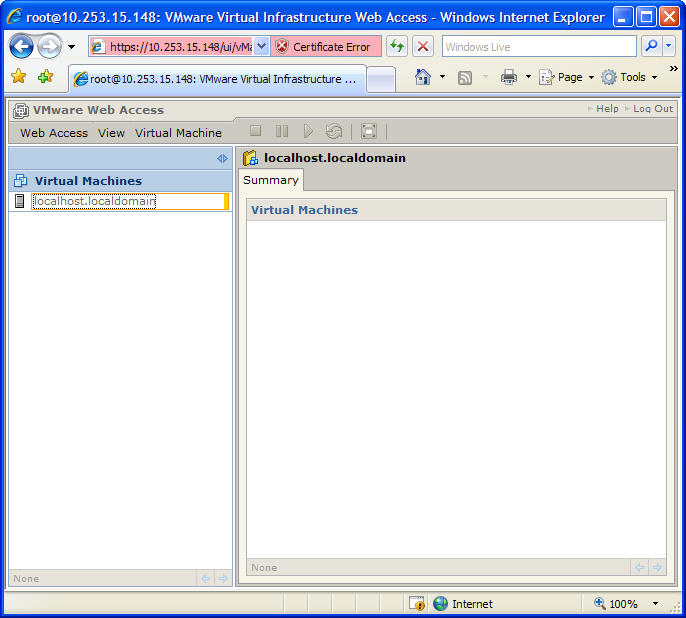 root@10.253.15.148: VMware Virtual Infrastructure Web Access - Windows Internet Explorer
https://10.253.15.148/ui/vMa Certificate Error Windows Live
root@10.253.15.148: VMware Virtual Infrastructure ... Page Tools »
VMware Web Access Help Log Out
Web Access View Virtual Machine
localhost.localdomain
Summary
Virtual Machines
localhost.localdomain
Virtual Machines
None
None
Internet 100%